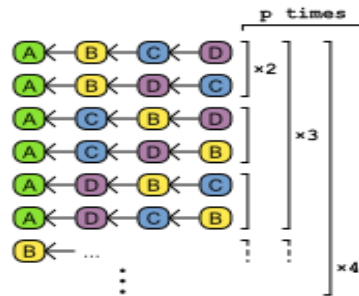 p times
A B C D
×2
A B D C
A C B D
×3
A C D B
A D B C
A D C B
B ...
×4